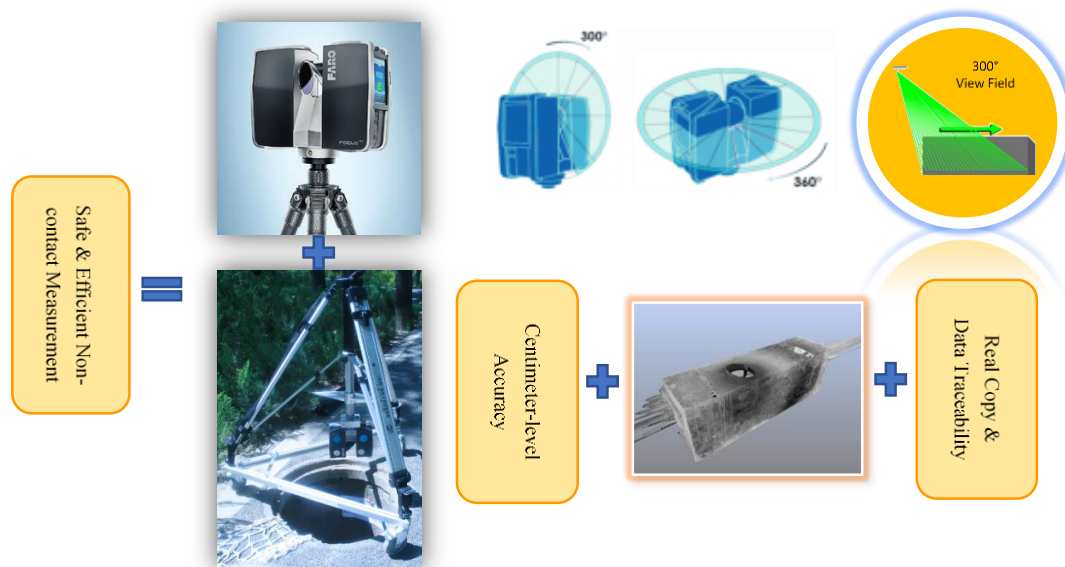 FARO
FOCUS
300°
360°
300°
View Field
Safe & Efficient Non-
contact Measurement
Centimeter-level
Accuracy
Real Copy &
Data Traceability